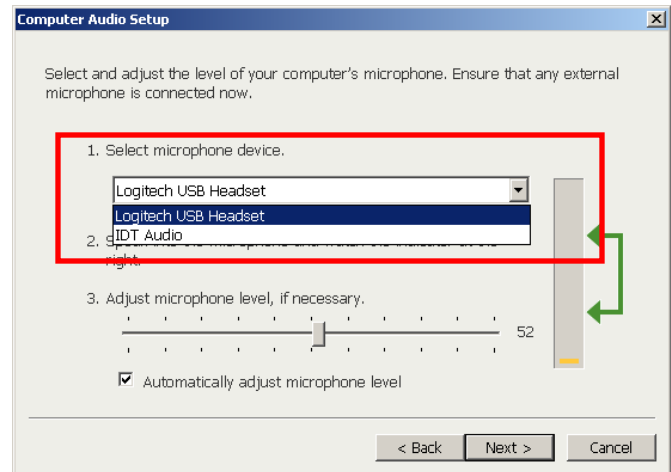 Computer Audio Setup
Select and adjust the level of your computer's microphone. Ensure that any external
microphone is connected now.
1. Select microphone device.
Logitech USB Headset
Logitech USB Headset
IDT Audio
2.
right.
3. Adjust microphone level, if necessary.
52
Automatically adjust microphone level
< Back
Next >
Cancel